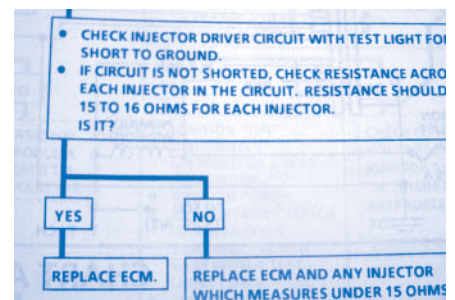 • CHECK INJECTOR DRIVER CIRCUIT WITH TEST LIGHT FO
SHORT TO GROUND.
• IF CIRCUIT IS NOT SHORTED, CHECK RESISTANCE ACRO
EACH INJECTOR IN THE CIRCUIT. RESISTANCE SHOULD
15 TO 16 OHMS FOR EACH INJECTOR.
IS IT?
YES
NO
REPLACE ECM.
REPLACE ECM AND ANY INJECTOR
WHICH MEASURES UNDER 15 OHMS